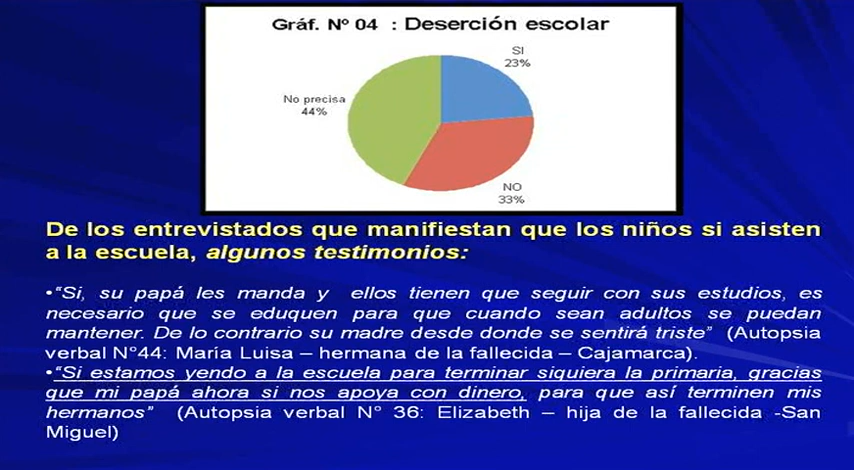 Gráf. Nº 04 : Deserción escolar
SI
23%
No precisa
44%
NO
33%
De los entrevistados que manifiestan que los niños si asisten
a la escuela, algunos testimonios:
•"Si, su papá les manda y ellos tienen que seguir con sus estudios, es
necesario que se eduquen para que cuando sean adultos se puedan
mantener. De lo contrario su madre desde donde se sentirá triste" (Autopsia
verbal N°44: María Luisa – hermana de la fallecida – Cajamarca).
•"Si estamos yendo a la escuela para terminar siquiera la primaria, gracias
que mi papá ahora si nos apoya con dinero, para que así terminen mis
hermanos" (Autopsia verbal N° 36: Elizabeth – hija de la fallecida -San
Miguel)